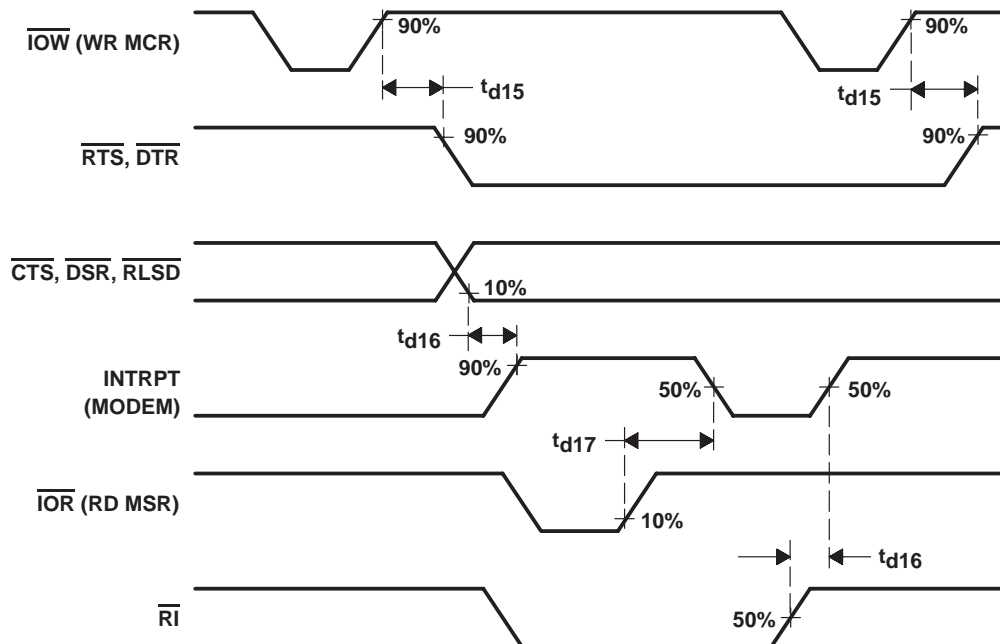 IOW (WR MCR)
90%
90%
td15
td15
RTS, DTR
90%
90%
CTS, DSR, RLSD
10%
td16
INTRPT
(MODEM)
90%
50%
50%
td17
IOR (RD MSR)
10%
td16
RI
50%